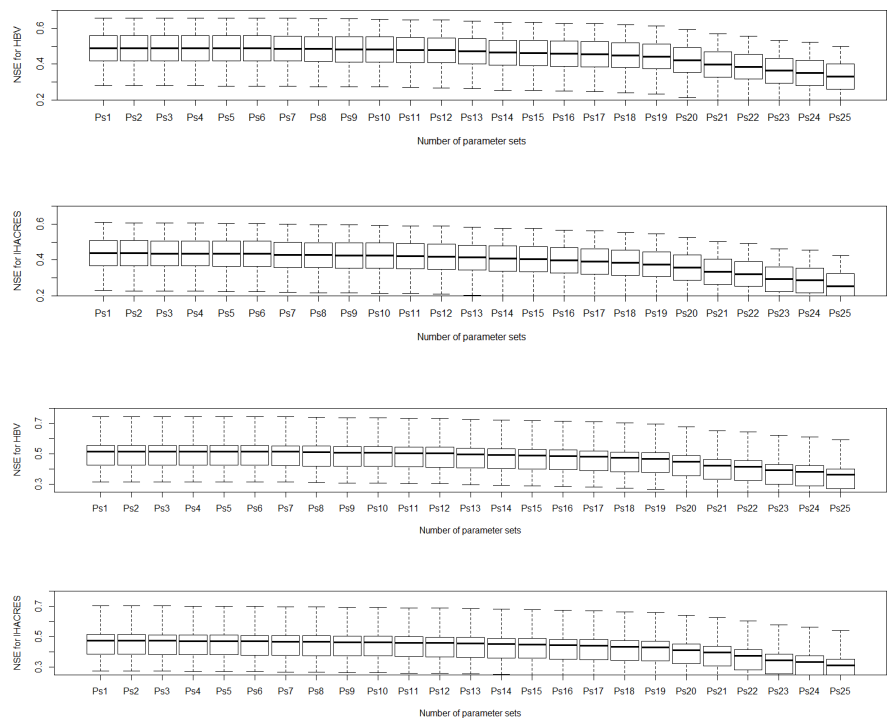 NSE for HBV
0.2 0.4 0.6
Ps1 Ps2 Ps3 Ps4 Ps5 Ps6 Ps7 Ps8 Ps9 Ps10 Ps11 Ps12 Ps13 Ps14 Ps15 Ps16 Ps17 Ps18 Ps19 Ps20 Ps21 Ps22 Ps23 Ps24 Ps25
Number of parameter sets
NSE for IHACRES
0.2 0.4 0.6
Ps1 Ps2 Ps3 Ps4 Ps5 Ps6 Ps7 Ps8 Ps9 Ps10 Ps11 Ps12 Ps13 Ps14 Ps15 Ps16 Ps17 Ps18 Ps19 Ps20 Ps21 Ps22 Ps23 Ps24 Ps25
Number of parameter sets
NSE for HBV
0.3 0.5 0.7
Ps1 Ps2 Ps3 Ps4 Ps5 Ps6 Ps7 Ps8 Ps9 Ps10 Ps11 Ps12 Ps13 Ps14 Ps15 Ps16 Ps17 Ps18 Ps19 Ps20 Ps21 Ps22 Ps23 Ps24 Ps25
Number of parameter sets
NSE for IHACRES
0.3 0.5 0.7
Ps1 Ps2 Ps3 Ps4 Ps5 Ps6 Ps7 Ps8 Ps9 Ps10 Ps11 Ps12 Ps13 Ps14 Ps15 Ps16 Ps17 Ps18 Ps19 Ps20 Ps21 Ps22 Ps23 Ps24 Ps25
Number of parameter sets